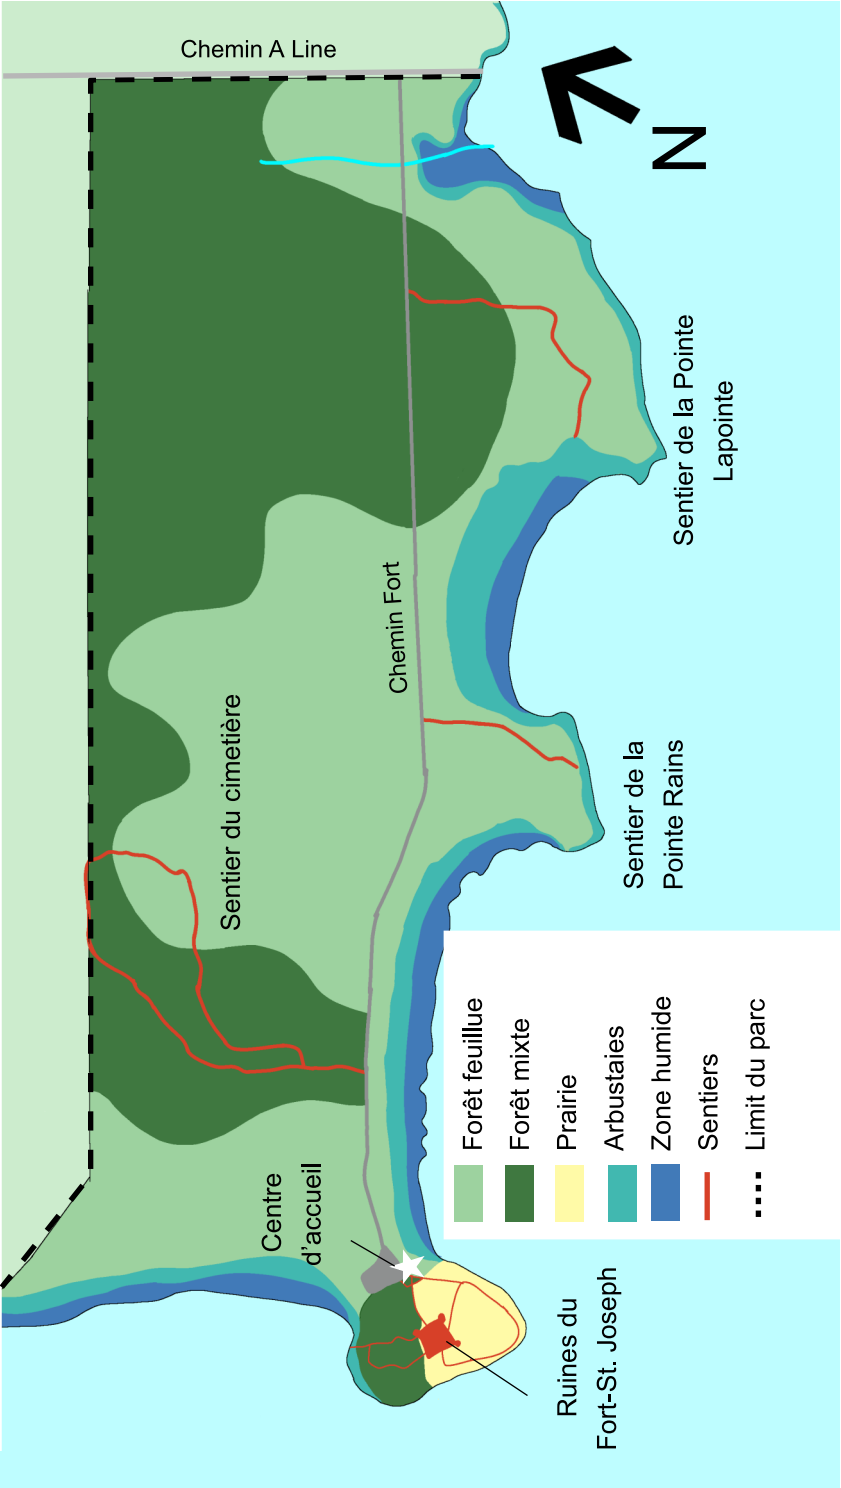 Chemin A Line
N
Sentier de la Pointe
Lapointe
Chemin Fort
Sentier du cimetière
Sentier de la
Pointe Rains
Centre
d'accueil
Ruines du
Fort-St. Joseph
Forêt feuillue
Forêt mixte
Prairie
Arbustaies
Zone humide
Sentiers
Limit du parc